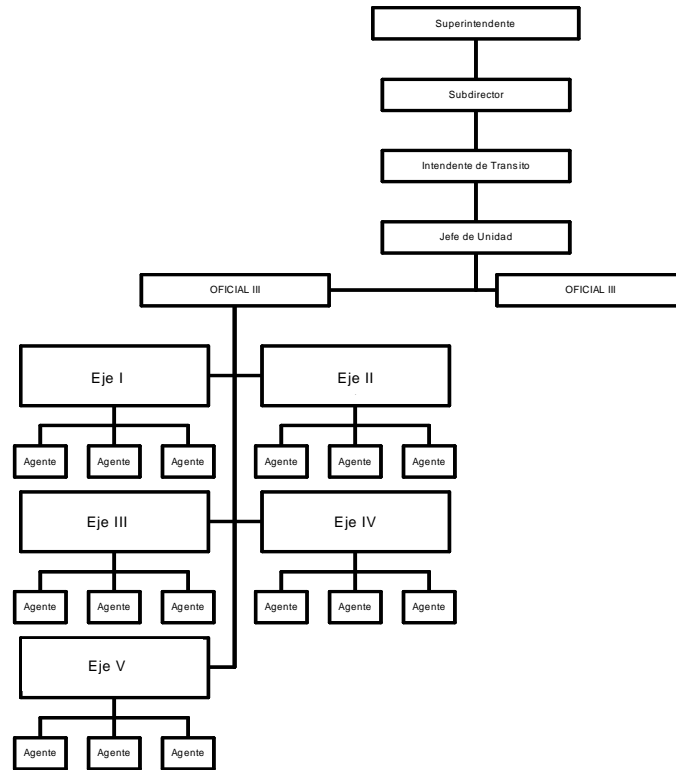 Superintendente
Subdirector
Intendente de Transito
Jefe de Unidad
OFICIAL III
OFICIAL III
Eje I
Eje II
Agente
Agente
Agente
Agente
Agente
Agente
Eje III
Eje IV
Agente
Agente
Agente
Agente
Agente
Agente
Eje V
Agente
Agente
Agente